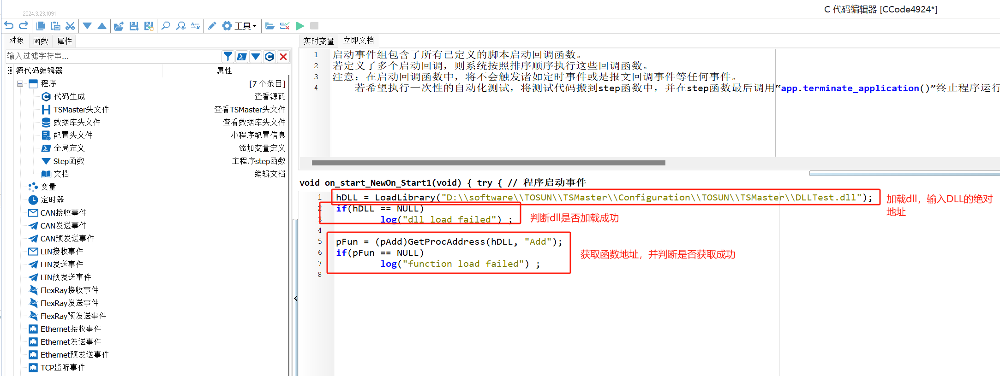 2024.3.23.1091
C 代码编辑器 [CCode4924*]
工具
对象 函数 属性
输入过滤字符串...
源代码编辑器 属性
程序 [7 个条目]
代码生成 查看源码
TSMaster头文件 查看TSMaster头文件
数据库头文件 查看数据库头文件
配置头文件 小程序配置信息
全局定义 添加变量定义
Step函数 主程序step函数
文档 编辑文档
变量
定时器
CAN接收事件
CAN发送事件
CAN预发送事件
LIN接收事件
LIN发送事件
LIN预发送事件
FlexRay接收事件
FlexRay发送事件
FlexRay预发送事件
Ethernet接收事件
Ethernet发送事件
Ethernet预发送事件
TCP监听事件
实时变量 立即文档
1 启动事件组包含了所有已定义的脚本启动回调函数。
2 若定义了多个启动回调，则系统按照排序顺序执行这些回调函数。
3 注意：在启动回调函数中，将不会触发诸如定时事件或是报文回调事件等任何事件。
4 若希望执行一次性的自动化测试，将测试代码搬到step函数中，并在step函数最后调用“app.terminate_application()”终止程序运行
void on_start_NewOn_Start1(void) { try { // 程序启动事件
1 hDLL = LoadLibrary("D:\\software\\TOSUN\\TSMaster\\Configuration\\TOSUN\\TSMaster\\DLLTest.dll");
2 if(hDLL == NULL)
3 log("dll load failed") ;
4
5 pFun = (pAdd)GetProcAddress(hDLL, "Add");
6 if(pFun == NULL)
7 log("function load failed") ;
8
加载dll，输入DLL的绝对
地址
判断dll是否加载成功
获取函数地址，并判断是否获取成功